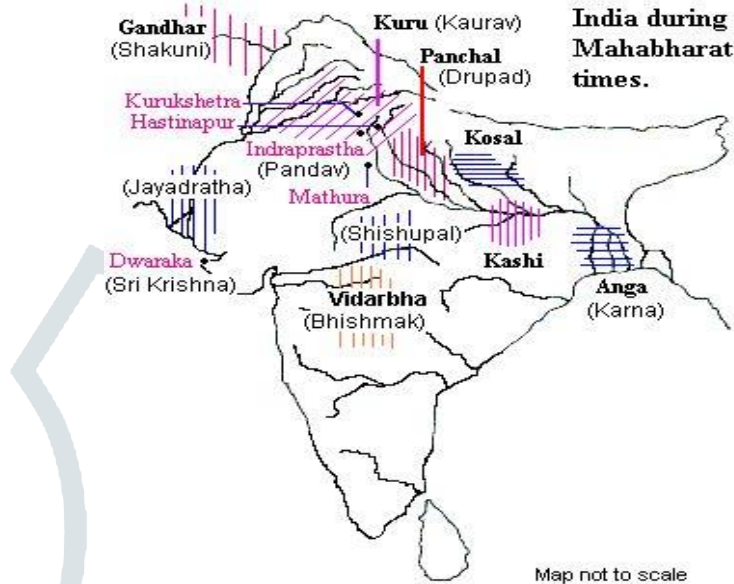 India during
Mahabharat
times.
Gandhar
(Shakuni)
Kuru (Kaurav)
Panchal
(Drupad)
Kurukshetra
Hastinapur
Indraprastha
(Pandav)
Mathura
Kosal
(Jayadratha)
(Shishupal)
Kashi
Dwaraka
(Sri Krishna)
Vidarbha
(Bhishmak)
Anga
(Karna)
Map not to scale